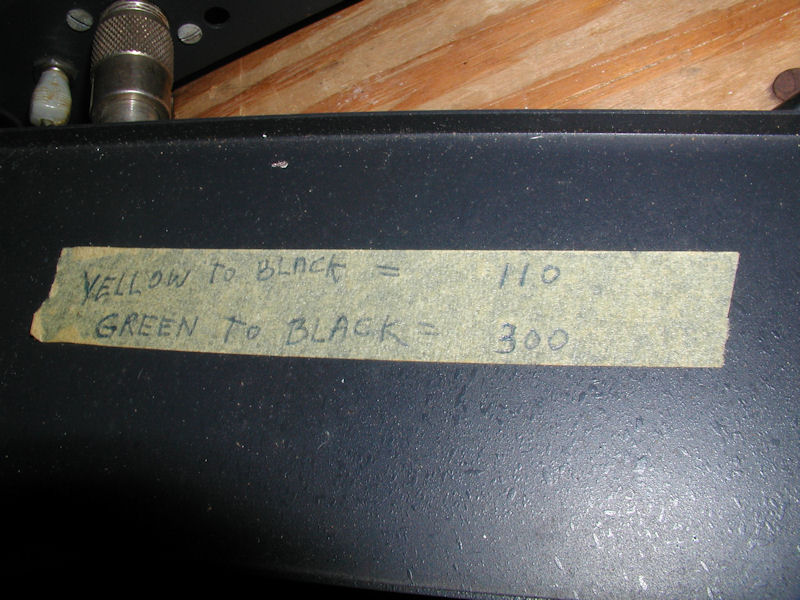 YELLOW TO BLACK = 110
GREEN TO BLACK = 300